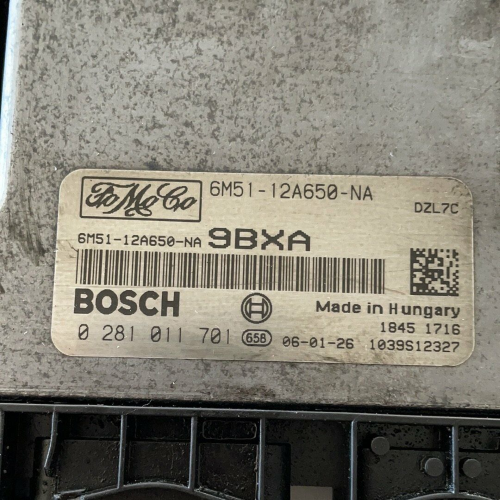 FoMoCo 6M51-12A650-NA
DZL7C
6M51-12A650-NA 9BXA
BOSCH
Made in Hungary
1845 1716
0 281 011 701 658 06-01-26 1039S12327